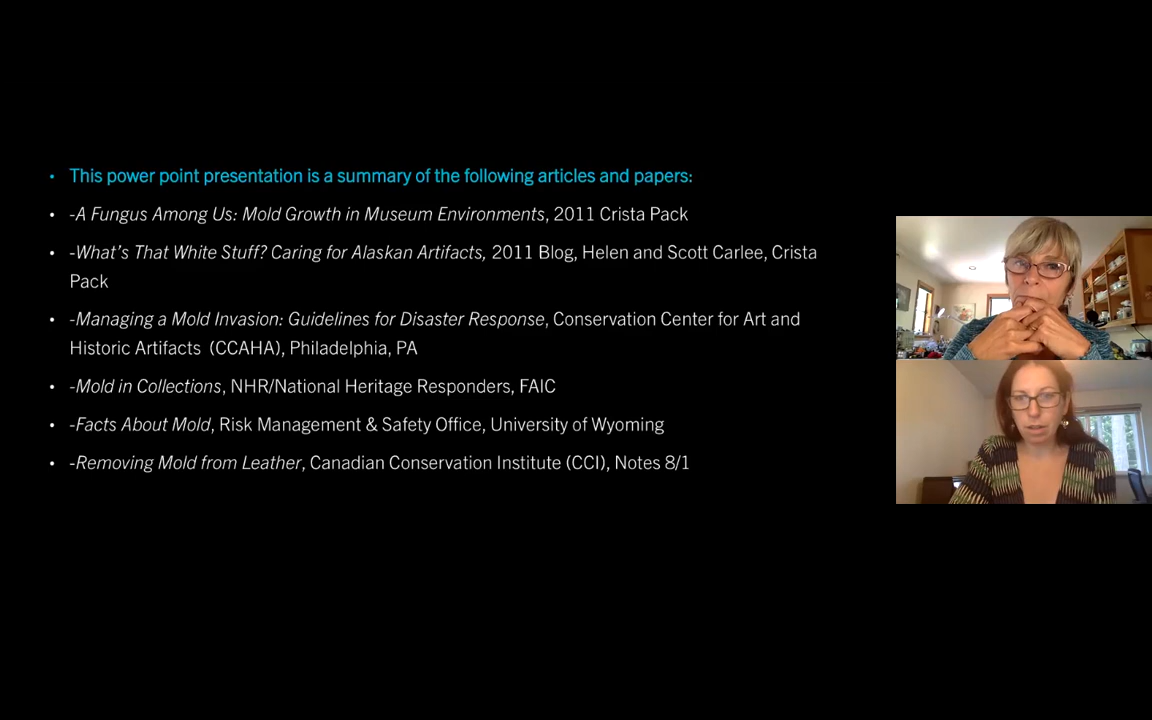 • This power point presentation is a summary of the following articles and papers:
• -A Fungus Among Us: Mold Growth in Museum Environments, 2011 Crista Pack
• -What's That White Stuff? Caring for Alaskan Artifacts, 2011 Blog, Helen and Scott Carlee, Crista
Pack
• -Managing a Mold Invasion: Guidelines for Disaster Response, Conservation Center for Art and
Historic Artifacts (CCAHA), Philadelphia, PA
• -Mold in Collections, NHR/National Heritage Responders, FAIC
• -Facts About Mold, Risk Management & Safety Office, University of Wyoming
• -Removing Mold from Leather, Canadian Conservation Institute (CCI), Notes 8/1